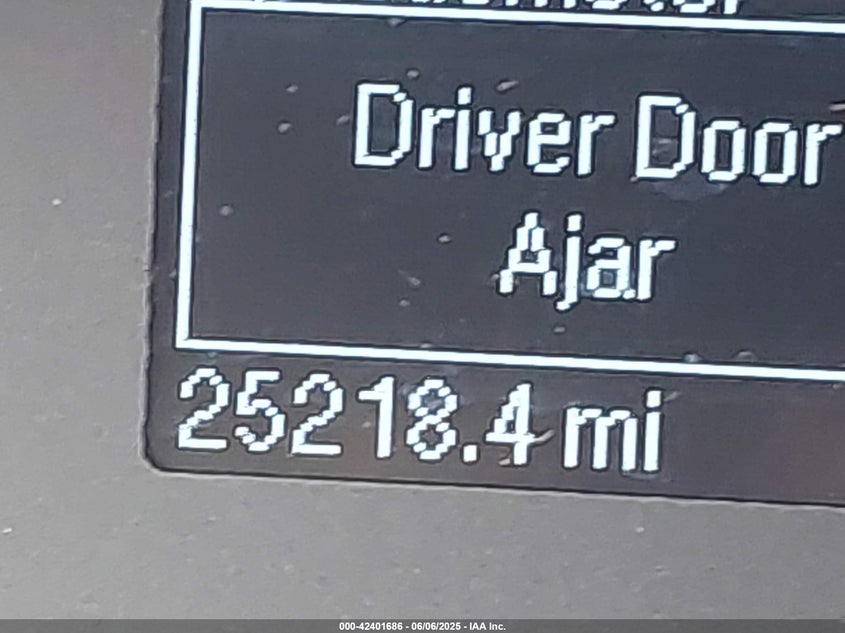 Driver Door
Ajar
25218.4 mi
000-42401686 - 06/06/2025 - IAA Inc.